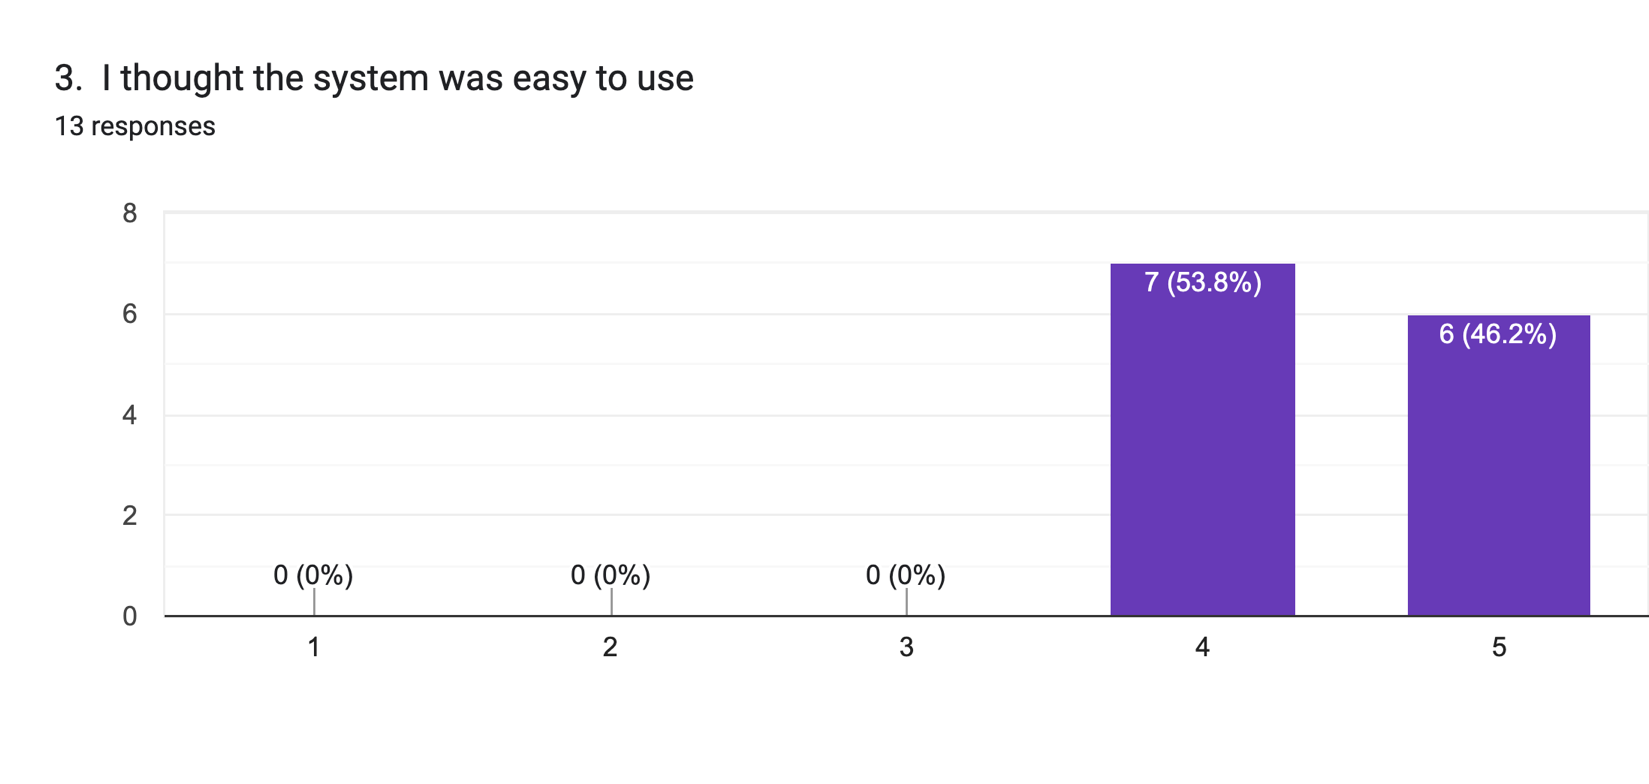 3. I thought the system was easy to use
13 responses
8
7 (53.8%)
6
6 (46.2%)
4
2
0 (0%) 0 (0%) 0 (0%)
0
1 2 3 4 5